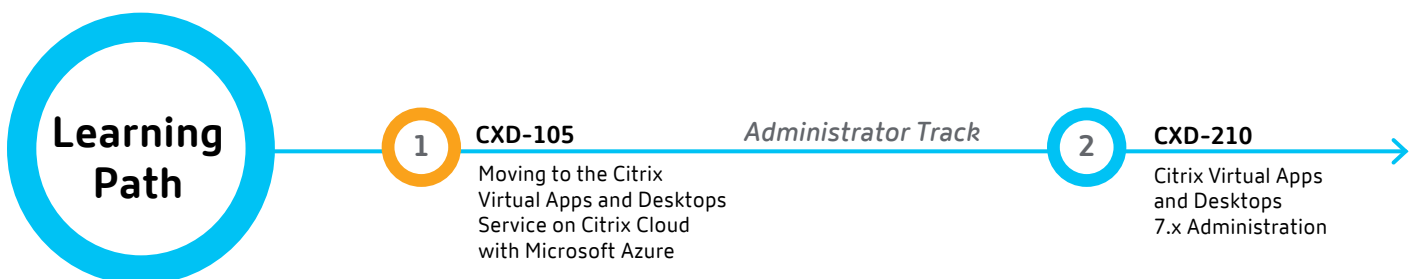 Learning
Path
1
CXD-105
Moving to the Citrix
Virtual Apps and Desktops
Service on Citrix Cloud
with Microsoft Azure
Administrator Track
2
CXD-210
Citrix Virtual Apps
and Desktops
7.x Administration